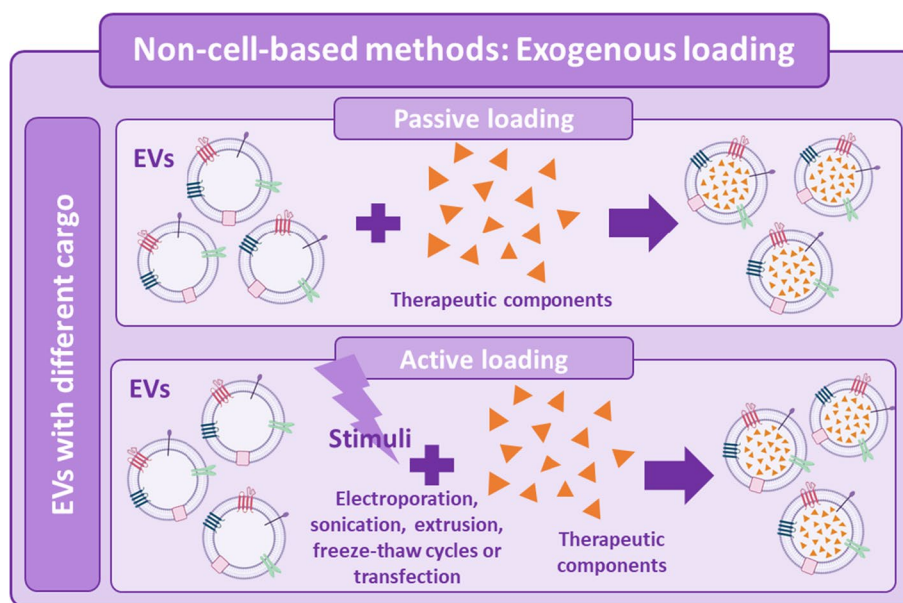 Non-cell-based methods: Exogenous loading
EVs with different cargo
Passive loading
EVs
Therapeutic components
Active loading
EVs
Stimuli
Electroporation,
sonication, extrusion,
freeze-thaw cycles or
transfection
Therapeutic
components